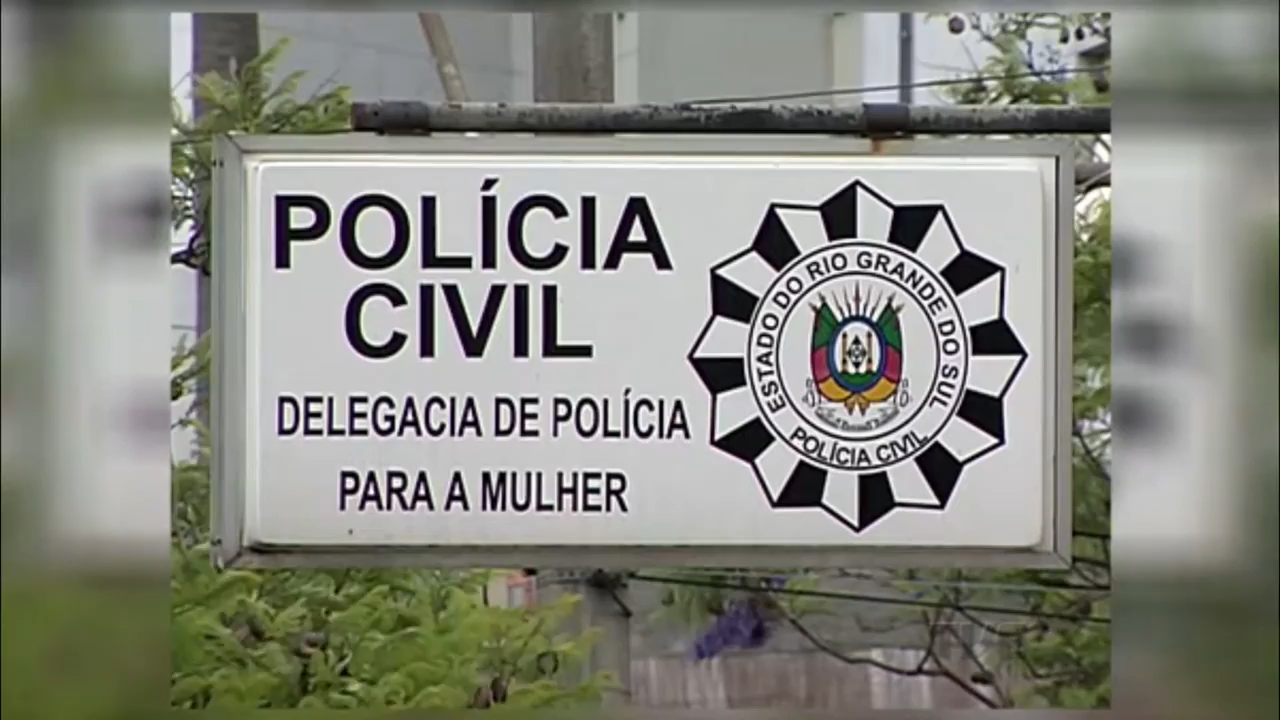 POLÍCIA
CIVIL
DELEGACIA DE POLÍCIA
PARA A MULHER
ESTADO DO RIO GRANDE DO SUL
POLÍCIA CIVIL